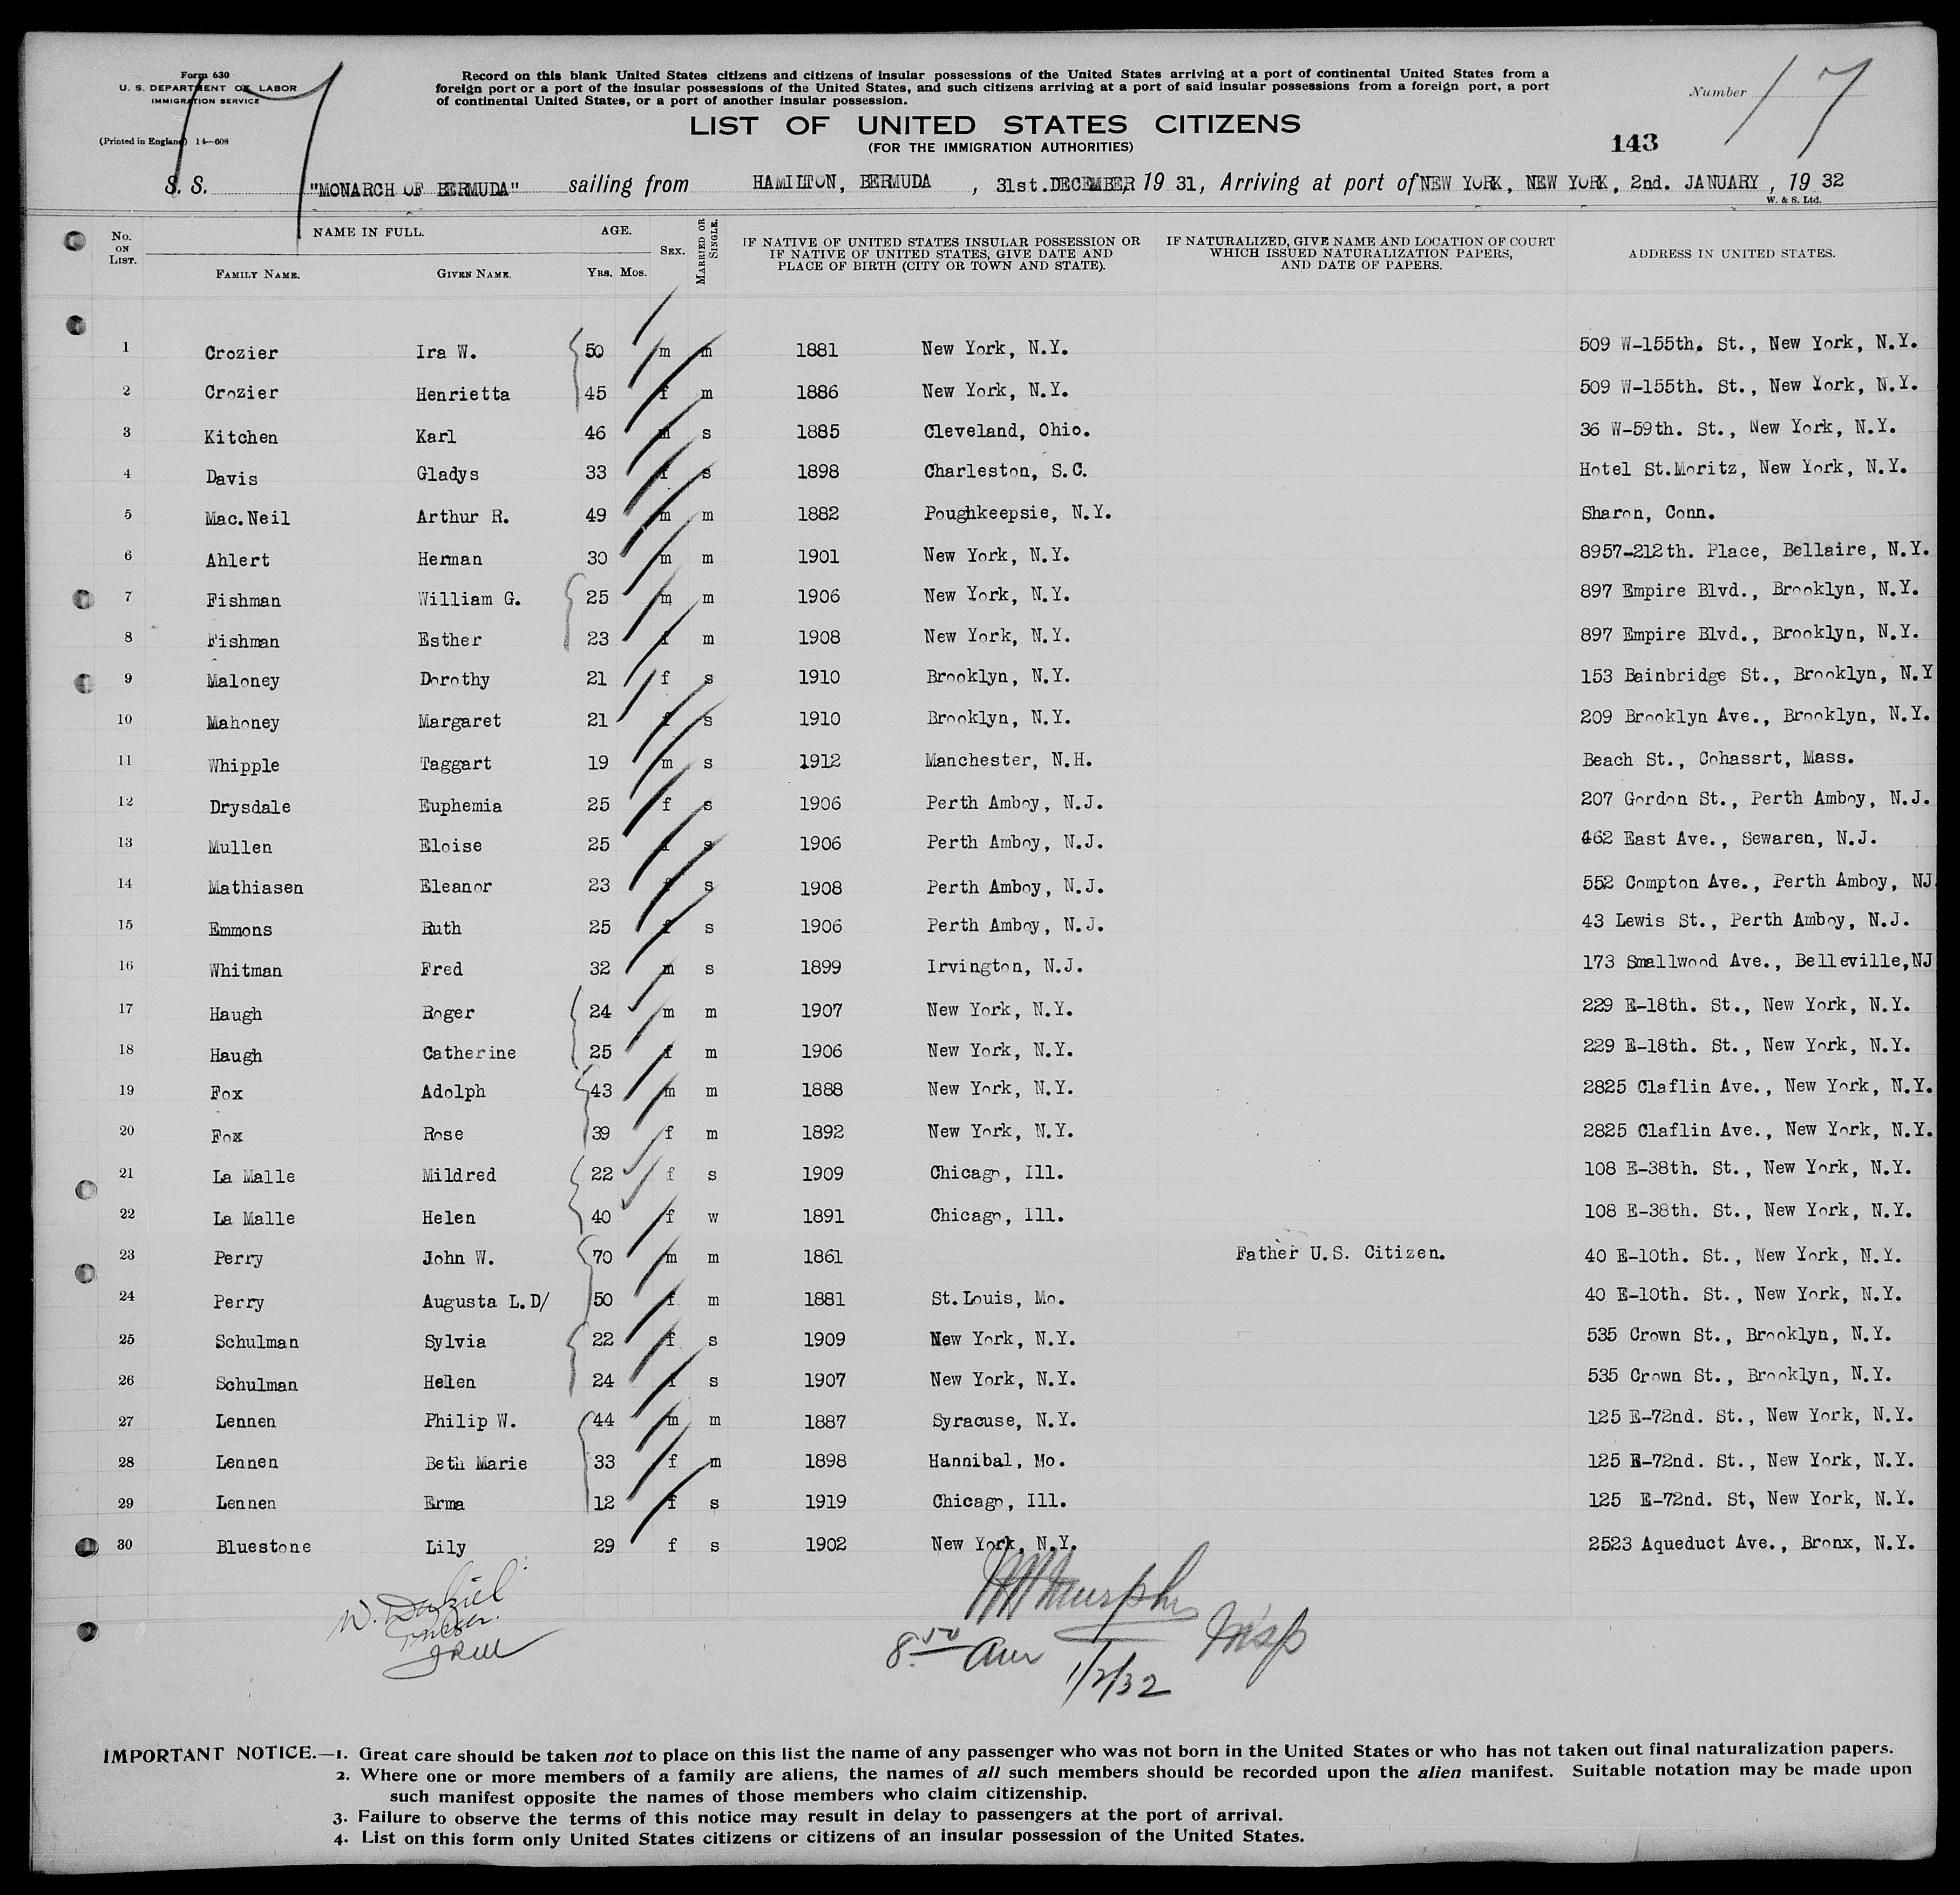 Form 630
U. S. DEPARTMENT OF LABOR
IMMIGRATION SERVICE
(Printed in England) 14—608
Record on this blank United States citizens and citizens of insular possessions of the United States arriving at a port of continental United States from a
foreign port or a port of the insular possessions of the United States, and such citizens arriving at a port of said insular possessions from a foreign port, a port
of continental United States, or a port of another insular possession.
Number 17
17
LIST OF UNITED STATES CITIZENS
(FOR THE IMMIGRATION AUTHORITIES)
143
S. S. "MONARCH OF BERMUDA" sailing from HAMILTON, BERMUDA, 31st. DECEMBER, 19 31, Arriving at port of NEW YORK, NEW YORK, 2nd. JANUARY, 19 32
W. & S. Ltd.
No. ON LIST. NAME IN FULL. FAMILY NAME. GIVEN NAME. AGE. YRS. MOS. SEX. MARRIED OR SINGLE. IF NATIVE OF UNITED STATES INSULAR POSSESSION OR IF NATIVE OF UNITED STATES, GIVE DATE AND PLACE OF BIRTH (CITY OR TOWN AND STATE). IF NATURALIZED, GIVE NAME AND LOCATION OF COURT WHICH ISSUED NATURALIZATION PAPERS, AND DATE OF PAPERS. ADDRESS IN UNITED STATES.
1 Crozier Ira W. 50 m m 1881 New York, N.Y. 509 W-155th. St., New York, N.Y.
2 Crozier Henrietta 45 f m 1886 New York, N.Y. 509 W-155th. St., New York, N.Y.
3 Kitchen Karl 46 m s 1885 Cleveland, Ohio. 36 W-59th. St., New York, N.Y.
4 Davis Gladys 33 f s 1898 Charleston, S.C. Hotel St.Moritz, New York, N.Y.
5 Mac.Neil Arthur R. 49 m m 1882 Poughkeepsie, N.Y. Sharon, Conn.
6 Ahlert Herman 30 m m 1901 New York, N.Y. 8957-212th. Place, Bellaire, N.Y.
7 Fishman William G. 25 m m 1906 New York, N.Y. 897 Empire Blvd., Brooklyn, N.Y.
8 Fishman Esther 23 f m 1908 New York, N.Y. 897 Empire Blvd., Brooklyn, N.Y.
9 Maloney Dorothy 21 f s 1910 Brooklyn, N.Y. 153 Bainbridge St., Brooklyn, N.Y
10 Mahoney Margaret 21 f s 1910 Brooklyn, N.Y. 209 Brooklyn Ave., Brooklyn, N.Y.
11 Whipple Taggart 19 m s 1912 Manchester, N.H. Beach St., Cohassrt, Mass.
12 Drysdale Euphemia 25 f s 1906 Perth Amboy, N.J. 207 Gordon St., Perth Amboy, N.J.
13 Mullen Eloise 25 f s 1906 Perth Amboy, N.J. 462 East Ave., Sewaren, N.J.
14 Mathiasen Eleanor 23 f s 1908 Perth Amboy, N.J. 552 Compton Ave., Perth Amboy, NJ
15 Emmons Ruth 25 f s 1906 Perth Amboy, N.J. 43 Lewis St., Perth Amboy, N.J.
16 Whitman Fred 32 m s 1899 Irvington, N.J. 173 Smallwood Ave., Belleville,NJ
17 Haugh Roger 24 m m 1907 New York, N.Y. 229 E-18th. St., New York, N.Y.
18 Haugh Catherine 25 f m 1906 New York, N.Y. 229 E-18th. St., New York, N.Y.
19 Fox Adolph 43 m m 1888 New York, N.Y. 2825 Claflin Ave., New York, N.Y.
20 Fox Rose 39 f m 1892 New York, N.Y. 2825 Claflin Ave., New York, N.Y.
21 La Malle Mildred 22 f s 1909 Chicago, Ill. 108 E-38th. St., New York, N.Y.
22 La Malle Helen 40 f w 1891 Chicago, Ill. 108 E-38th. St., New York, N.Y.
23 Perry John W. 70 m m 1861 Father U.S. Citizen. 40 E-10th. St., New York, N.Y.
24 Perry Augusta L.D/ 50 f m 1881 St.Louis, Mo. 40 E-10th. St., New York, N.Y.
25 Schulman Sylvia 22 f s 1909 New York, N.Y. 535 Crown St., Brooklyn, N.Y.
26 Schulman Helen 24 f s 1907 New York, N.Y. 535 Crown St., Brooklyn, N.Y.
27 Lennen Philip W. 44 m m 1887 Syracuse, N.Y. 125 E-72nd. St., New York, N.Y.
28 Lennen Beth Marie 33 f m 1898 Hannibal, Mo. 125 E-72nd. St., New York, N.Y.
29 Lennen Erma 12 f s 1919 Chicago, Ill. 125 E-72nd. St, New York, N.Y.
30 Bluestone Lily 29 f s 1902 New York, N.Y. 2523 Aqueduct Ave., Bronx, N.Y.
Murphy Insp
8.50 Am
1/2/32
IMPORTANT NOTICE.—1. Great care should be taken not to place on this list the name of any passenger who was not born in the United States or who has not taken out final naturalization papers.
2. Where one or more members of a family are aliens, the names of all such members should be recorded upon the alien manifest. Suitable notation may be made upon
such manifest opposite the names of those members who claim citizenship.
3. Failure to observe the terms of this notice may result in delay to passengers at the port of arrival.
4. List on this form only United States citizens or citizens of an insular possession of the United States.